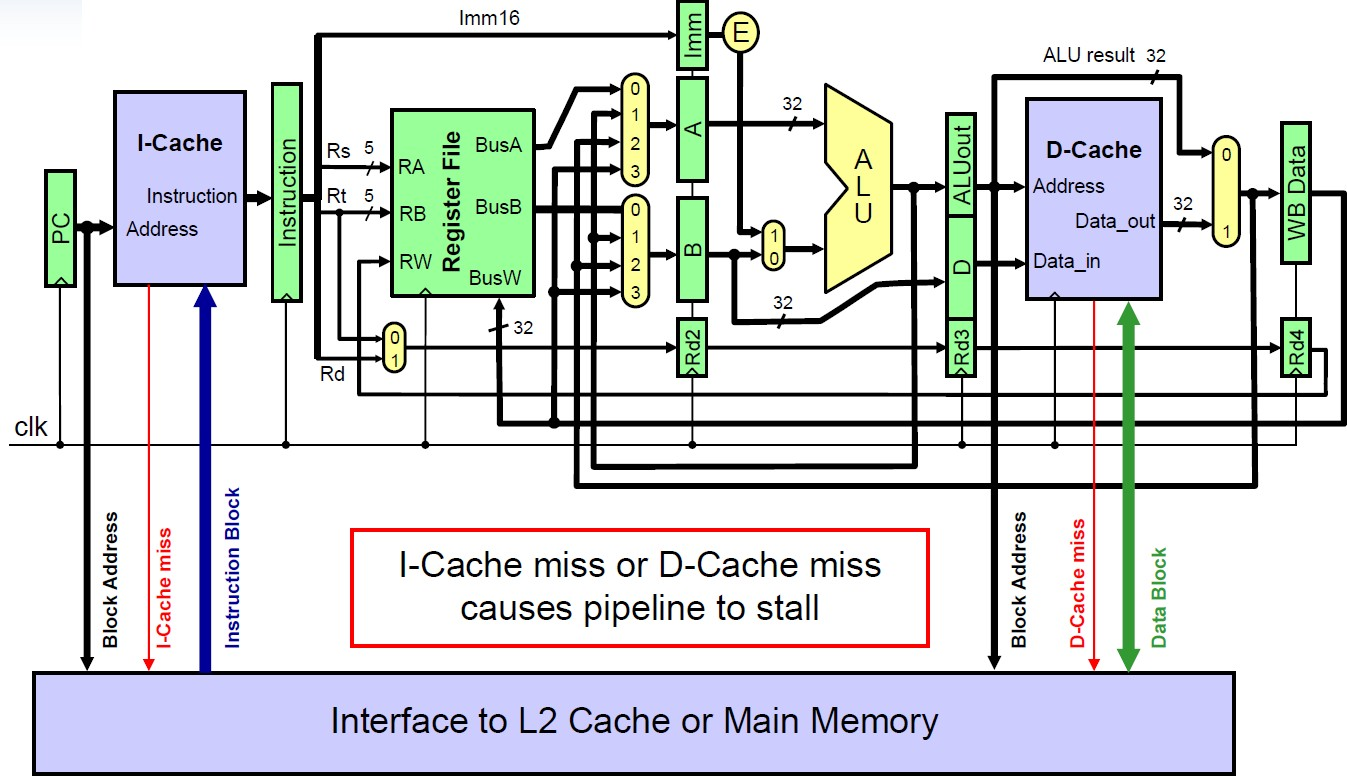 Imm16
Imm
E
ALU result 32
I-Cache
Instruction
Address
PC
Instruction
Rs 5
Rt 5
Rd
0
1
RA
RB
RW
Register File
BusA
BusB
BusW
32
0
1
2
3
0
1
2
3
A
B
Rd2
32
1
0
32
A
L
U
ALUout
D
Rd3
D-Cache
Address
Data_out
Data_in
32
0
1
WB Data
Rd4
clk
Block Address
I-Cache miss
Instruction Block
I-Cache miss or D-Cache miss
causes pipeline to stall
Block Address
D-Cache miss
Data Block
Interface to L2 Cache or Main Memory